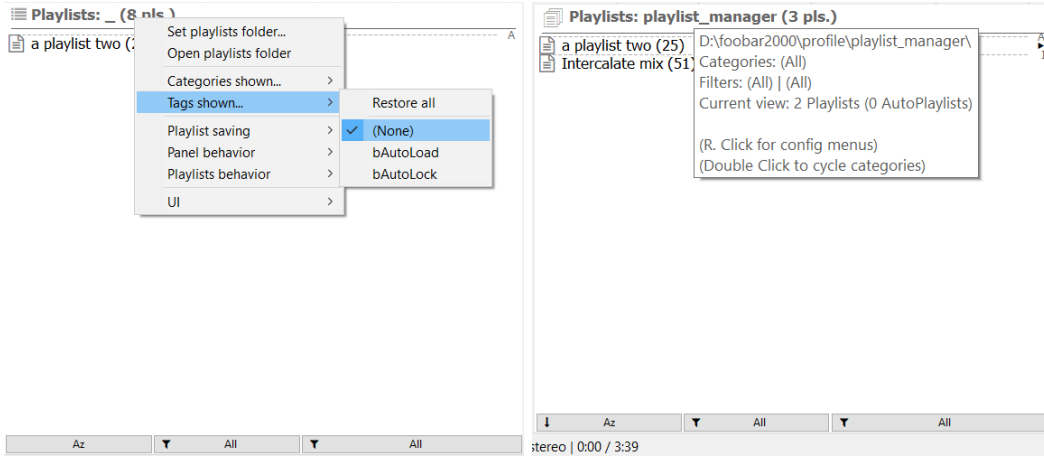 Playlists: _ (8 pls.)
a playlist two (2
A
Set playlists folder...
Open playlists folder
Categories shown...
Tags shown...
Playlist saving
Panel behavior
Playlists behavior
UI
Restore all
(None)
bAutoLoad
bAutoLock
Az
All
All
Playlists: playlist_manager (3 pls.)
a playlist two (25)
Intercalate mix (51)
A
I
D:\foobar2000\profile\playlist_manager\
Categories: (All)
Filters: (All) | (All)
Current view: 2 Playlists (0 AutoPlaylists)
(R. Click for config menus)
(Double Click to cycle categories)
Az
All
All
stereo | 0:00 / 3:39